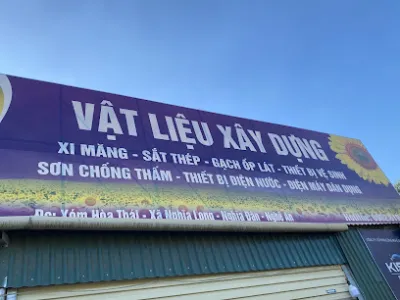 VẬT LIỆU XÂY DỰNG
XI MĂNG - SẮT THÉP - GẠCH ỐP LÁT - THIẾT BỊ VỆ SINH
SƠN CHỐNG THẤM - THIẾT BỊ ĐIỆN NƯỚC - ĐIỆN MÁY DÂN DỤNG
Đc: Xóm Hòa Thái - Xã Nghĩa Long - Nghĩa Đàn - Nghệ An